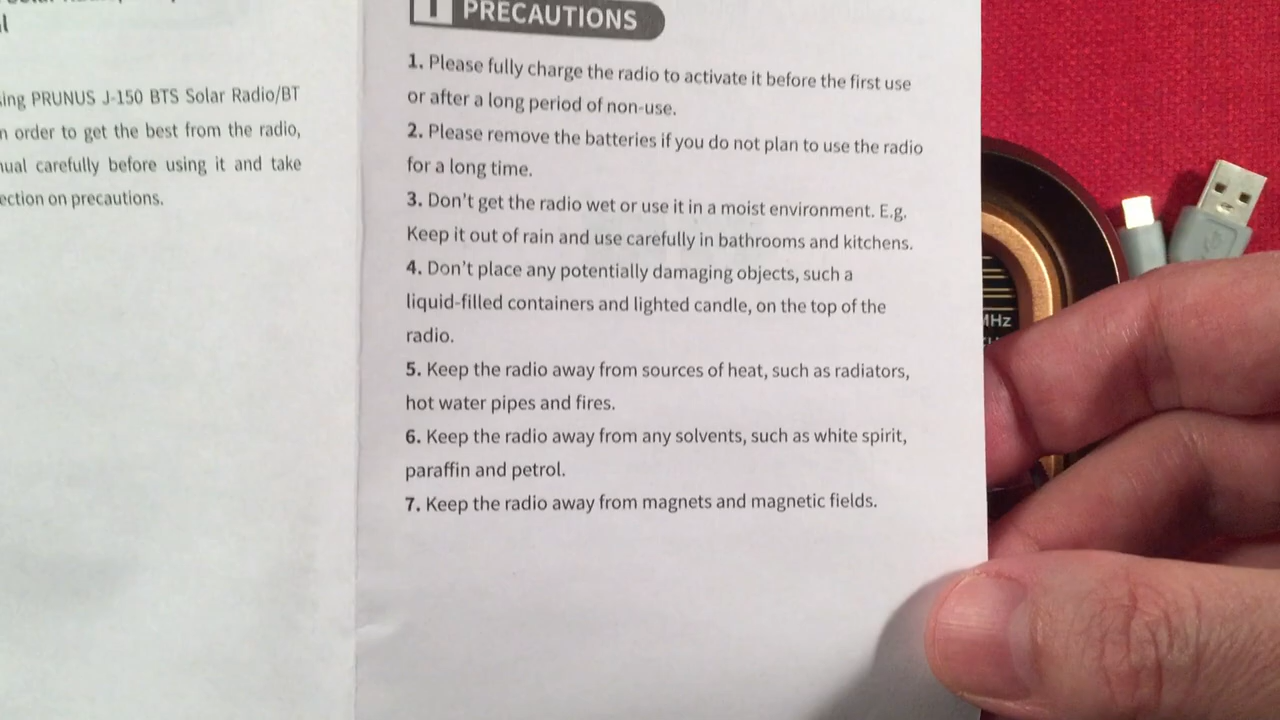 ing PRUNUS J-150 BTS Solar Radio/BT
order to get the best from the radio,
carefully before using it and take
on precautions.
PRECAUTIONS
1. Please fully charge the radio to activate it before the first use
or after a long period of non-use.
2. Please remove the batteries if you do not plan to use the radio
for a long time.
3. Don't get the radio wet or use it in a moist environment. E.g.
Keep it out of rain and use carefully in bathrooms and kitchens.
4. Don't place any potentially damaging objects, such a
liquid-filled containers and lighted candle, on the top of the
radio.
5. Keep the radio away from sources of heat, such as radiators,
hot water pipes and fires.
6. Keep the radio away from any solvents, such as white spirit,
paraffin and petrol.
7. Keep the radio away from magnets and magnetic fields.
MHz